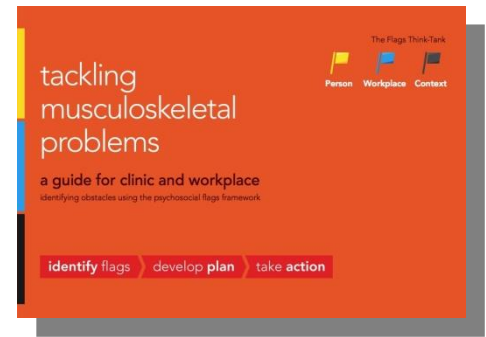 The Flags Think-Tank
Person Workplace Context
tackling
musculoskeletal
problems
a guide for clinic and workplace
identifying obstacles using the psychosocial flags framework
identify flags develop plan take action